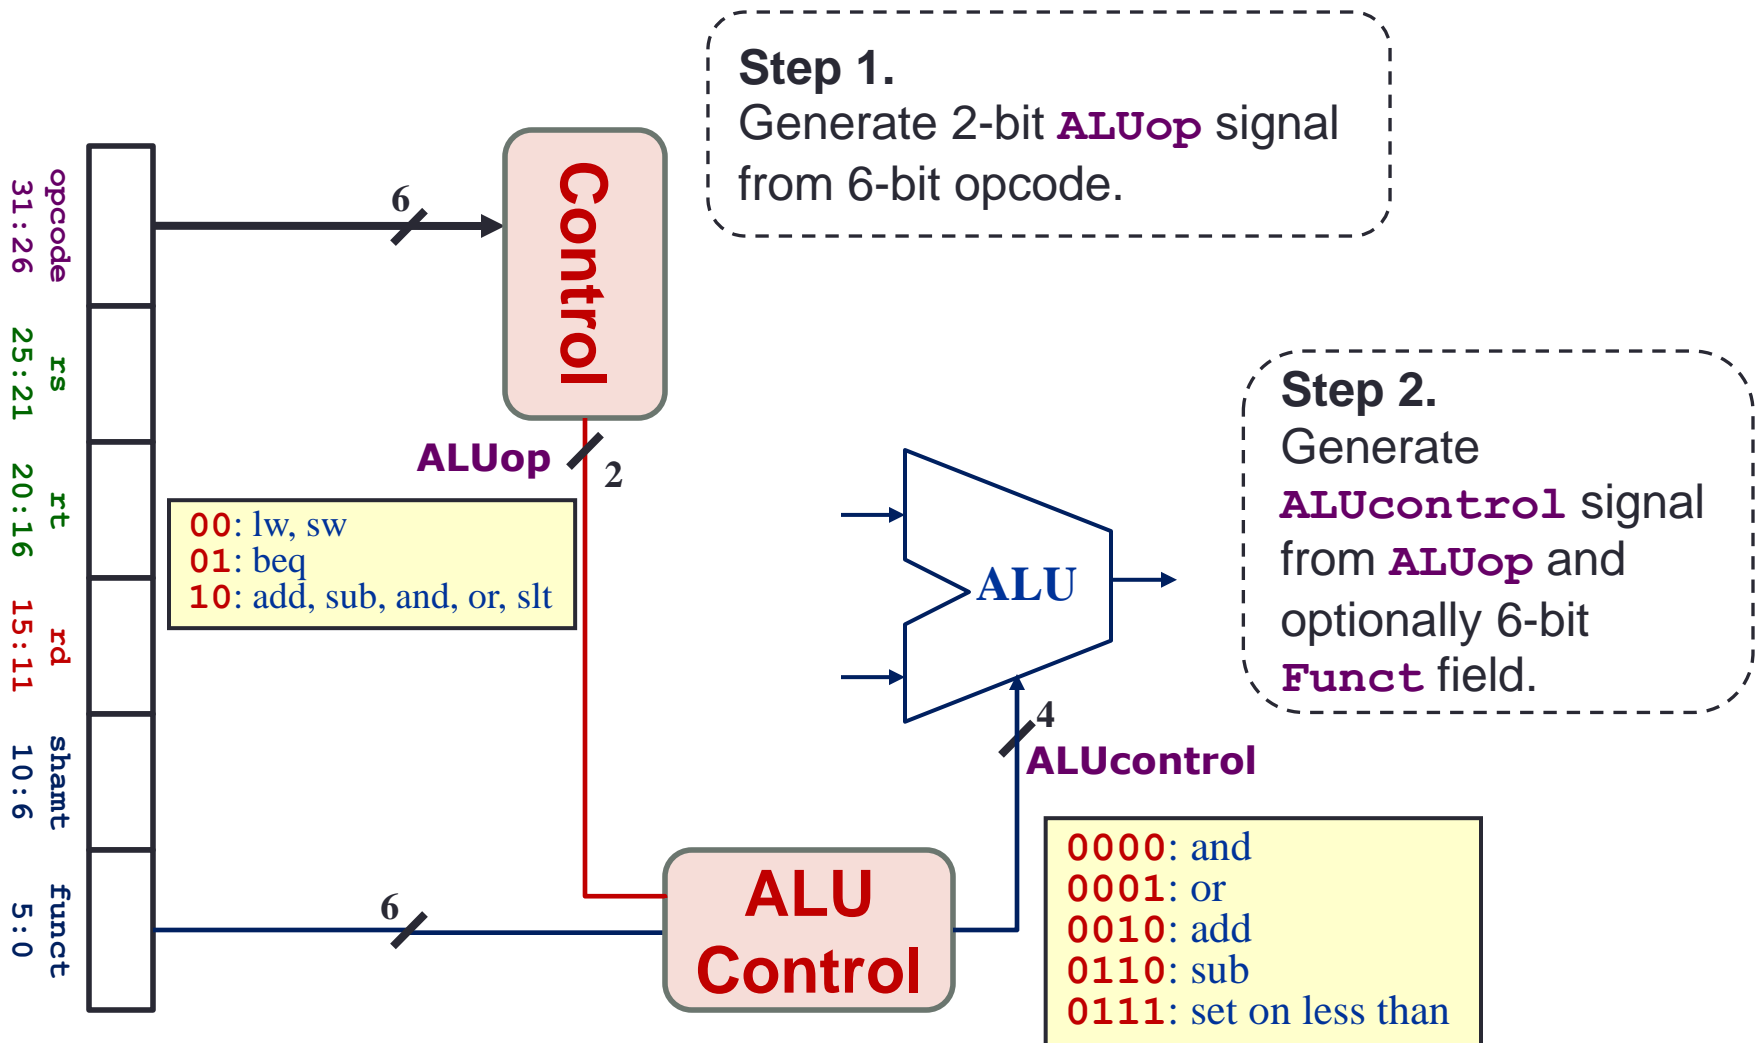 Step 1.
Generate 2-bit ALUop signal
from 6-bit opcode.
opcode
31:26
rs
25:21
rt
20:16
rd
15:11
shamt
10:6
funct
5:0
6
Control
ALUop
2
00: lw, sw
01: beq
10: add, sub, and, or, slt
ALU
Step 2.
Generate
ALUcontrol signal
from ALUop and
optionally 6-bit
Funct field.
4
ALUcontrol
6
ALU
Control
0000: and
0001: or
0010: add
0110: sub
0111: set on less than